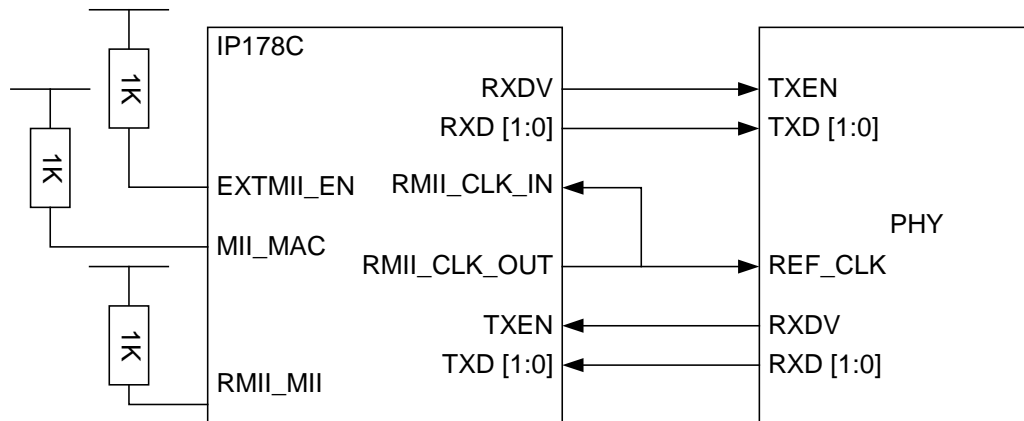 IP178C
1K
1K
1K
EXTMII_EN
MII_MAC
RMII_MII
RXDV
RXD [1:0]
RMII_CLK_IN
RMII_CLK_OUT
TXEN
TXD [1:0]
TXEN
TXD [1:0]
PHY
REF_CLK
RXDV
RXD [1:0]